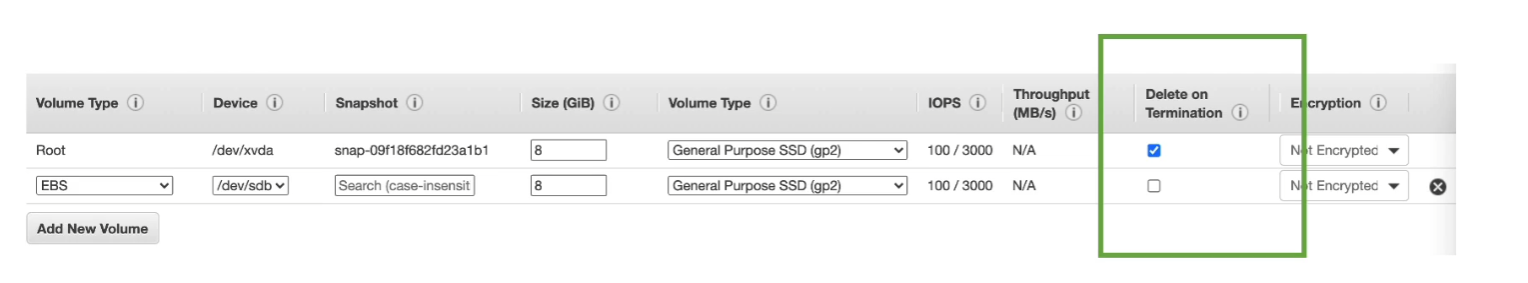 Volume Type Device Snapshot Size (GiB) Volume Type IOPS Throughput (MB/s) Delete on Termination Encryption
Root /dev/xvda snap-09f18f682fd23a1b1 8 General Purpose SSD (gp2) 100 / 3000 N/A Not Encrypted
EBS /dev/sdb Search (case-insensit 8 General Purpose SSD (gp2) 100 / 3000 N/A Not Encrypted
Add New Volume